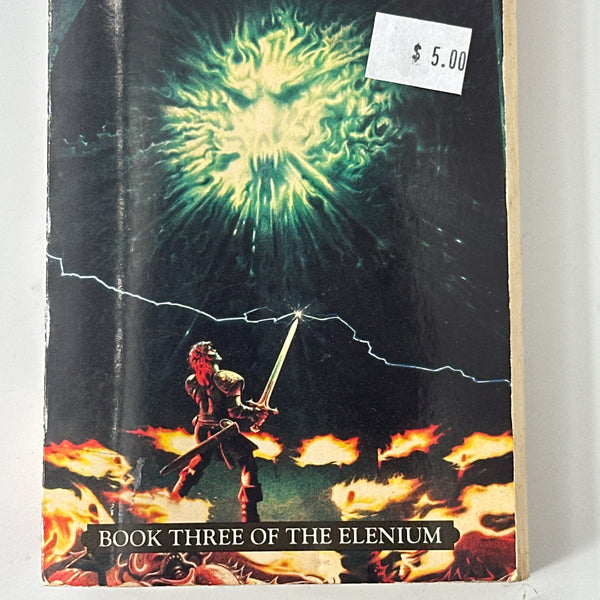 $ 5.00
BOOK THREE OF THE ELENIUM